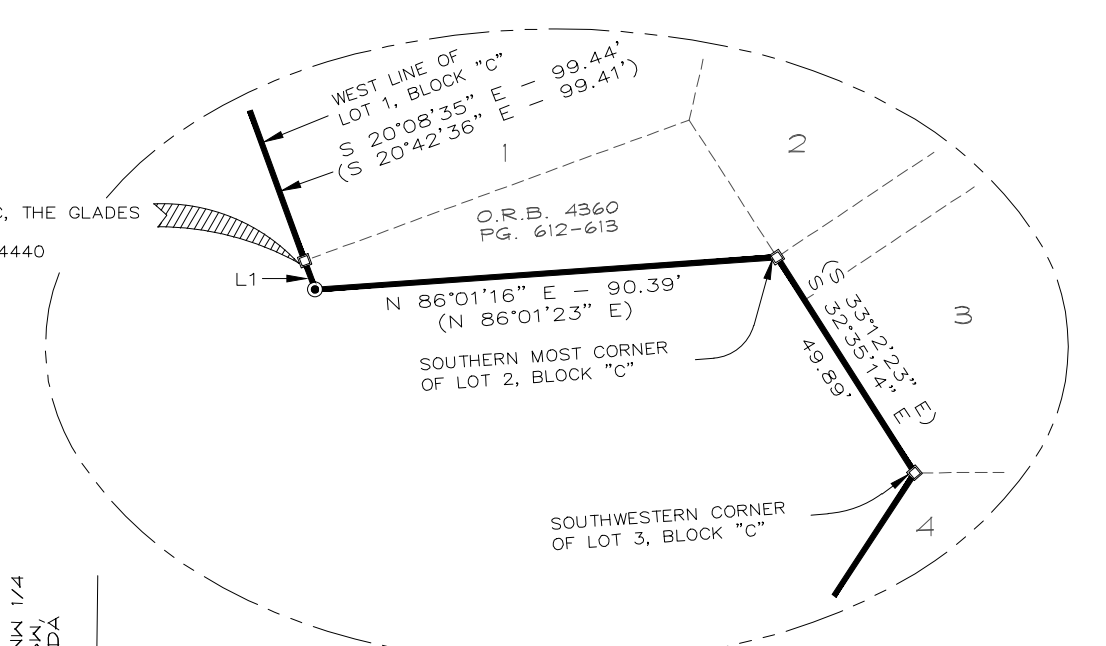 WEST LINE OF
LOT 1, BLOCK "C"
S 20°08'35" E – 99.44'
(S 20°42'36" E – 99.41')
1
2
C, THE GLADES
4440
O.R.B. 4360
PG. 612-613
L1
N 86°01'16" E – 90.39'
(N 86°01'23" E)
(S 33°12'23" E)
S 32°35'14" E
49.89'
3
SOUTHERN MOST CORNER
OF LOT 2, BLOCK "C"
SOUTHWESTERN CORNER
OF LOT 3, BLOCK "C"
4
NW 1/4